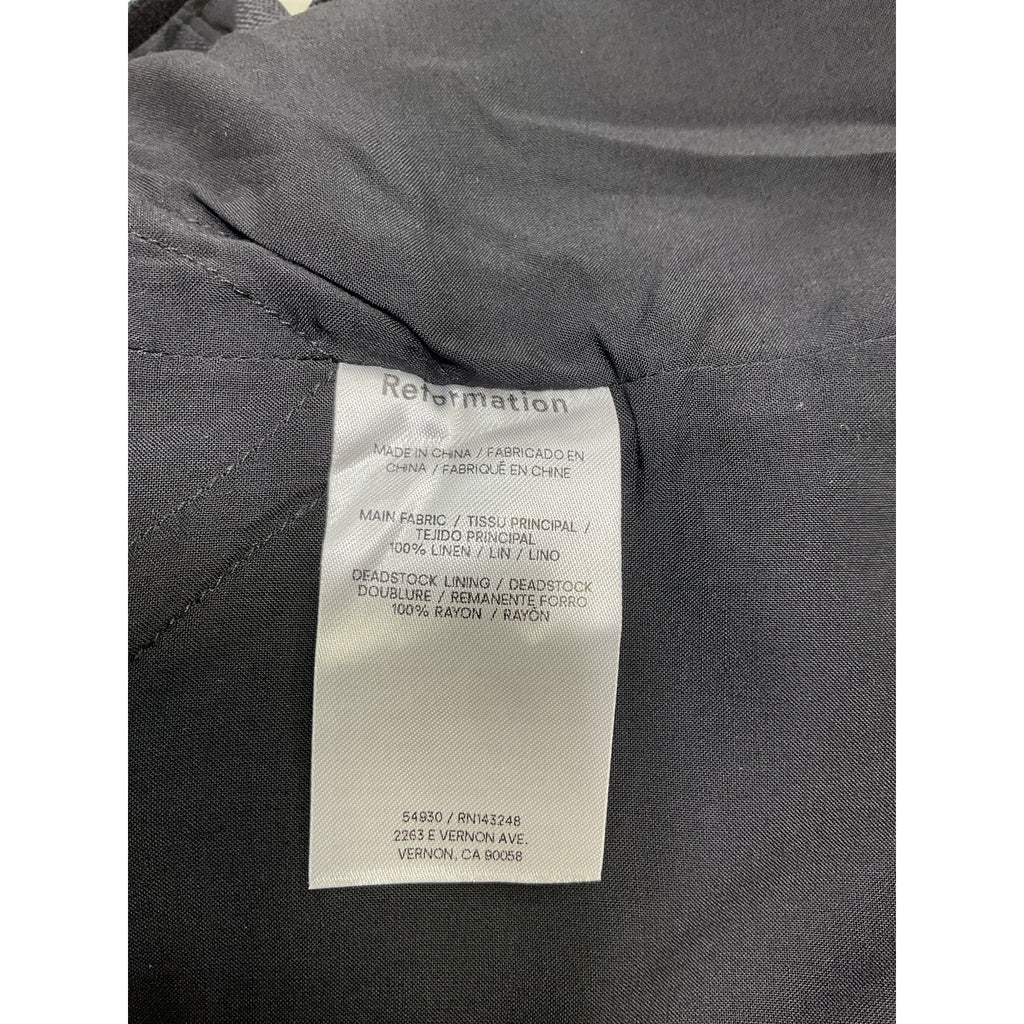 Reformation
MADE IN CHINA / FABRICADO EN
CHINA / FABRIQUÉ EN CHINE
MAIN FABRIC / TISSU PRINCIPAL /
TEJIDO PRINCIPAL
100% LINEN / LIN / LINO
DEADSTOCK LINING / DEADSTOCK
DOUBLURE / REMANENTE FORRO
100% RAYON / RAYÓN
54930 / RN143248
2263 E VERNON AVE.
VERNON, CA 90058